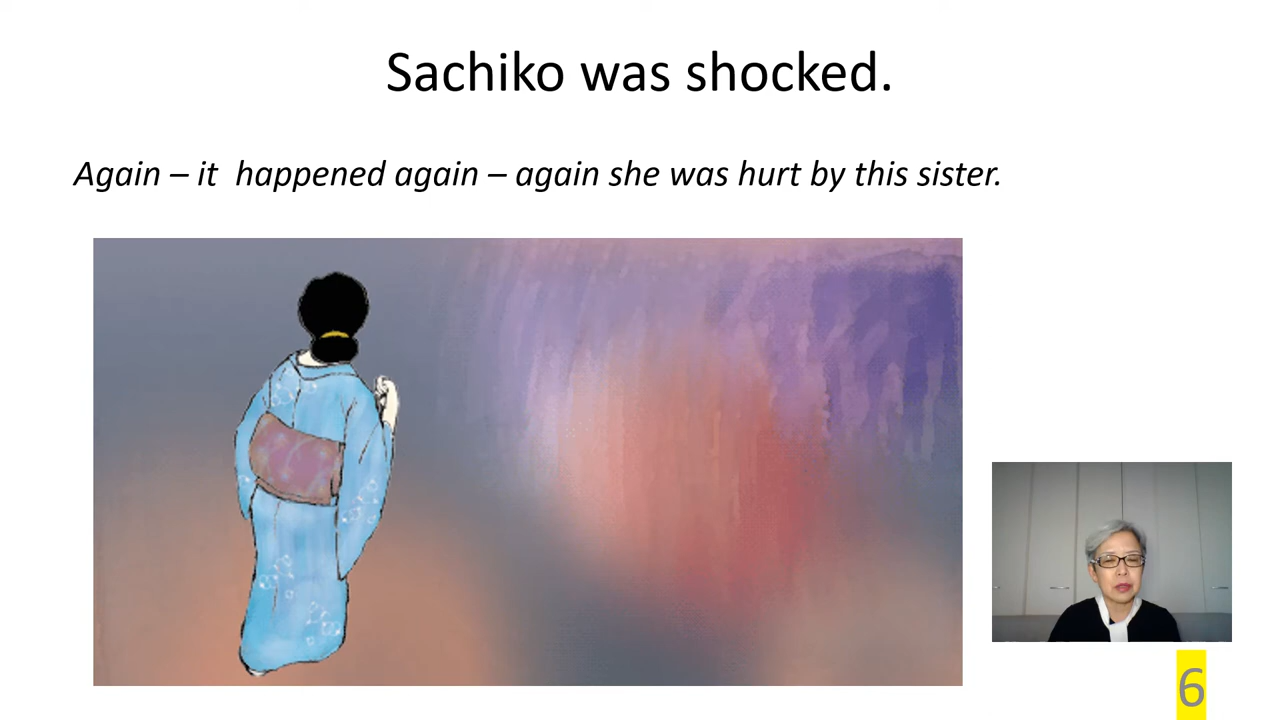 Sachiko was shocked.
Again – it  happened again – again she was hurt by this sister.
6